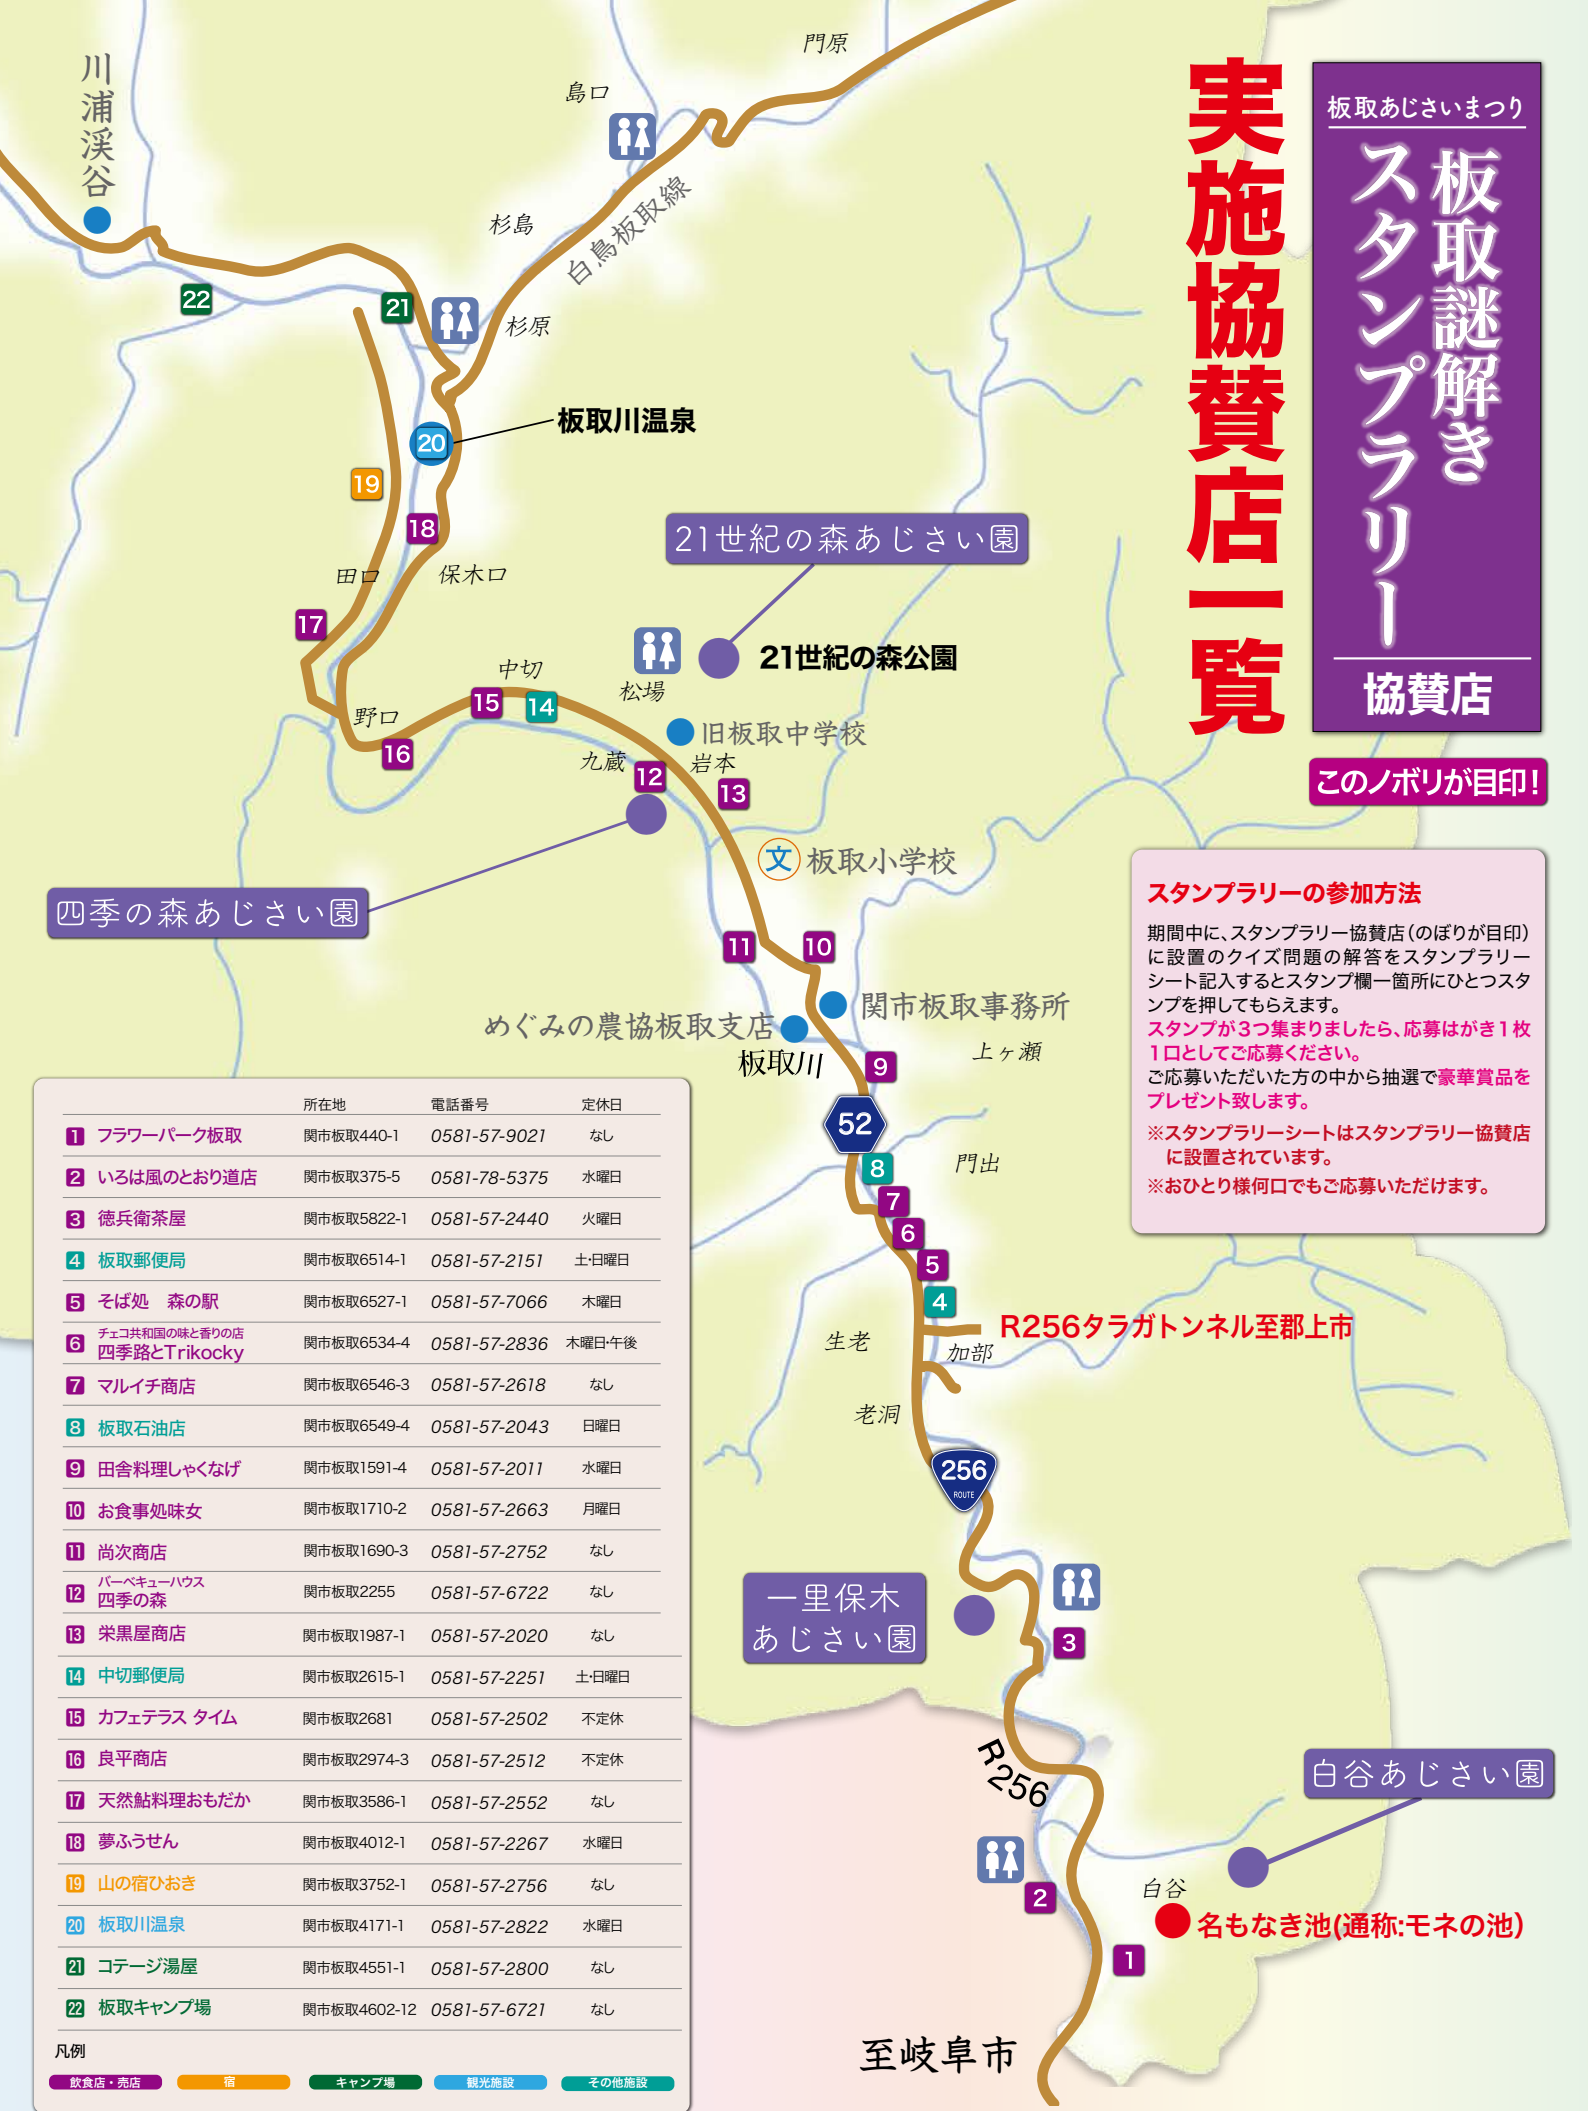 板取あじさいまつり
板取謎解き
スタンプラリー
協賛店
実施協賛店一覧
このノボリが目印!
スタンプラリーの参加方法
期間中に、スタンプラリー協賛店(のぼりが目印)
に設置のクイズ問題の解答をスタンプラリー
シート記入するとスタンプ欄一箇所にひとつスタ
ンプを押してもらえます。
スタンプが3つ集まりましたら、応募はがき1枚
1口としてご応募ください。
ご応募いただいた方の中から抽選で豪華賞品を
プレゼント致します。
※スタンプラリーシートはスタンプラリー協賛店
に設置されています。
※おひとり様何口でもご応募いただけます。
門原
島口
川浦渓谷
杉島
白鳥板取線
22
21
杉原
板取川温泉
20
19
18
21世紀の森あじさい園
田口
保木口
17
21世紀の森公園
中切
松場
15
14
野口
旧板取中学校
16
九蔵
12
岩本
13
文
板取小学校
四季の森あじさい園
11
10
関市板取事務所
めぐみの農協板取支店
板取川
上ヶ瀬
9
52
8
門出
7
6
5
4
R256タラガトンネル至郡上市
生老
加部
老洞
256
ROUTE
一里保木
あじさい園
3
R256
白谷あじさい園
2
白谷
名もなき池(通称:モネの池)
1
至岐阜市
所在地 電話番号 定休日
1 フラワーパーク板取 関市板取440-1 0581-57-9021 なし
2 いろは風のとおり道店 関市板取375-5 0581-78-5375 水曜日
3 徳兵衛茶屋 関市板取5822-1 0581-57-2440 火曜日
4 板取郵便局 関市板取6514-1 0581-57-2151 土・日曜日
5 そば処　森の駅 関市板取6527-1 0581-57-7066 木曜日
チェコ共和国の味と香りの店
6 四季路とTrikocky 関市板取6534-4 0581-57-2836 木曜日・午後
7 マルイチ商店 関市板取6546-3 0581-57-2618 なし
8 板取石油店 関市板取6549-4 0581-57-2043 日曜日
9 田舎料理しゃくなげ 関市板取1591-4 0581-57-2011 水曜日
10 お食事処味女 関市板取1710-2 0581-57-2663 月曜日
11 尚次商店 関市板取1690-3 0581-57-2752 なし
バーベキューハウス
12 四季の森 関市板取2255 0581-57-6722 なし
13 栄黒屋商店 関市板取1987-1 0581-57-2020 なし
14 中切郵便局 関市板取2615-1 0581-57-2251 土・日曜日
15 カフェテラス タイム 関市板取2681 0581-57-2502 不定休
16 良平商店 関市板取2974-3 0581-57-2512 不定休
17 天然鮎料理おもだか 関市板取3586-1 0581-57-2552 なし
18 夢ふうせん 関市板取4012-1 0581-57-2267 水曜日
19 山の宿ひおき 関市板取3752-1 0581-57-2756 なし
20 板取川温泉 関市板取4171-1 0581-57-2822 水曜日
21 コテージ湯屋 関市板取4551-1 0581-57-2800 なし
22 板取キャンプ場 関市板取4602-12 0581-57-6721 なし
凡例
飲食店・売店 宿 キャンプ場 観光施設 その他施設